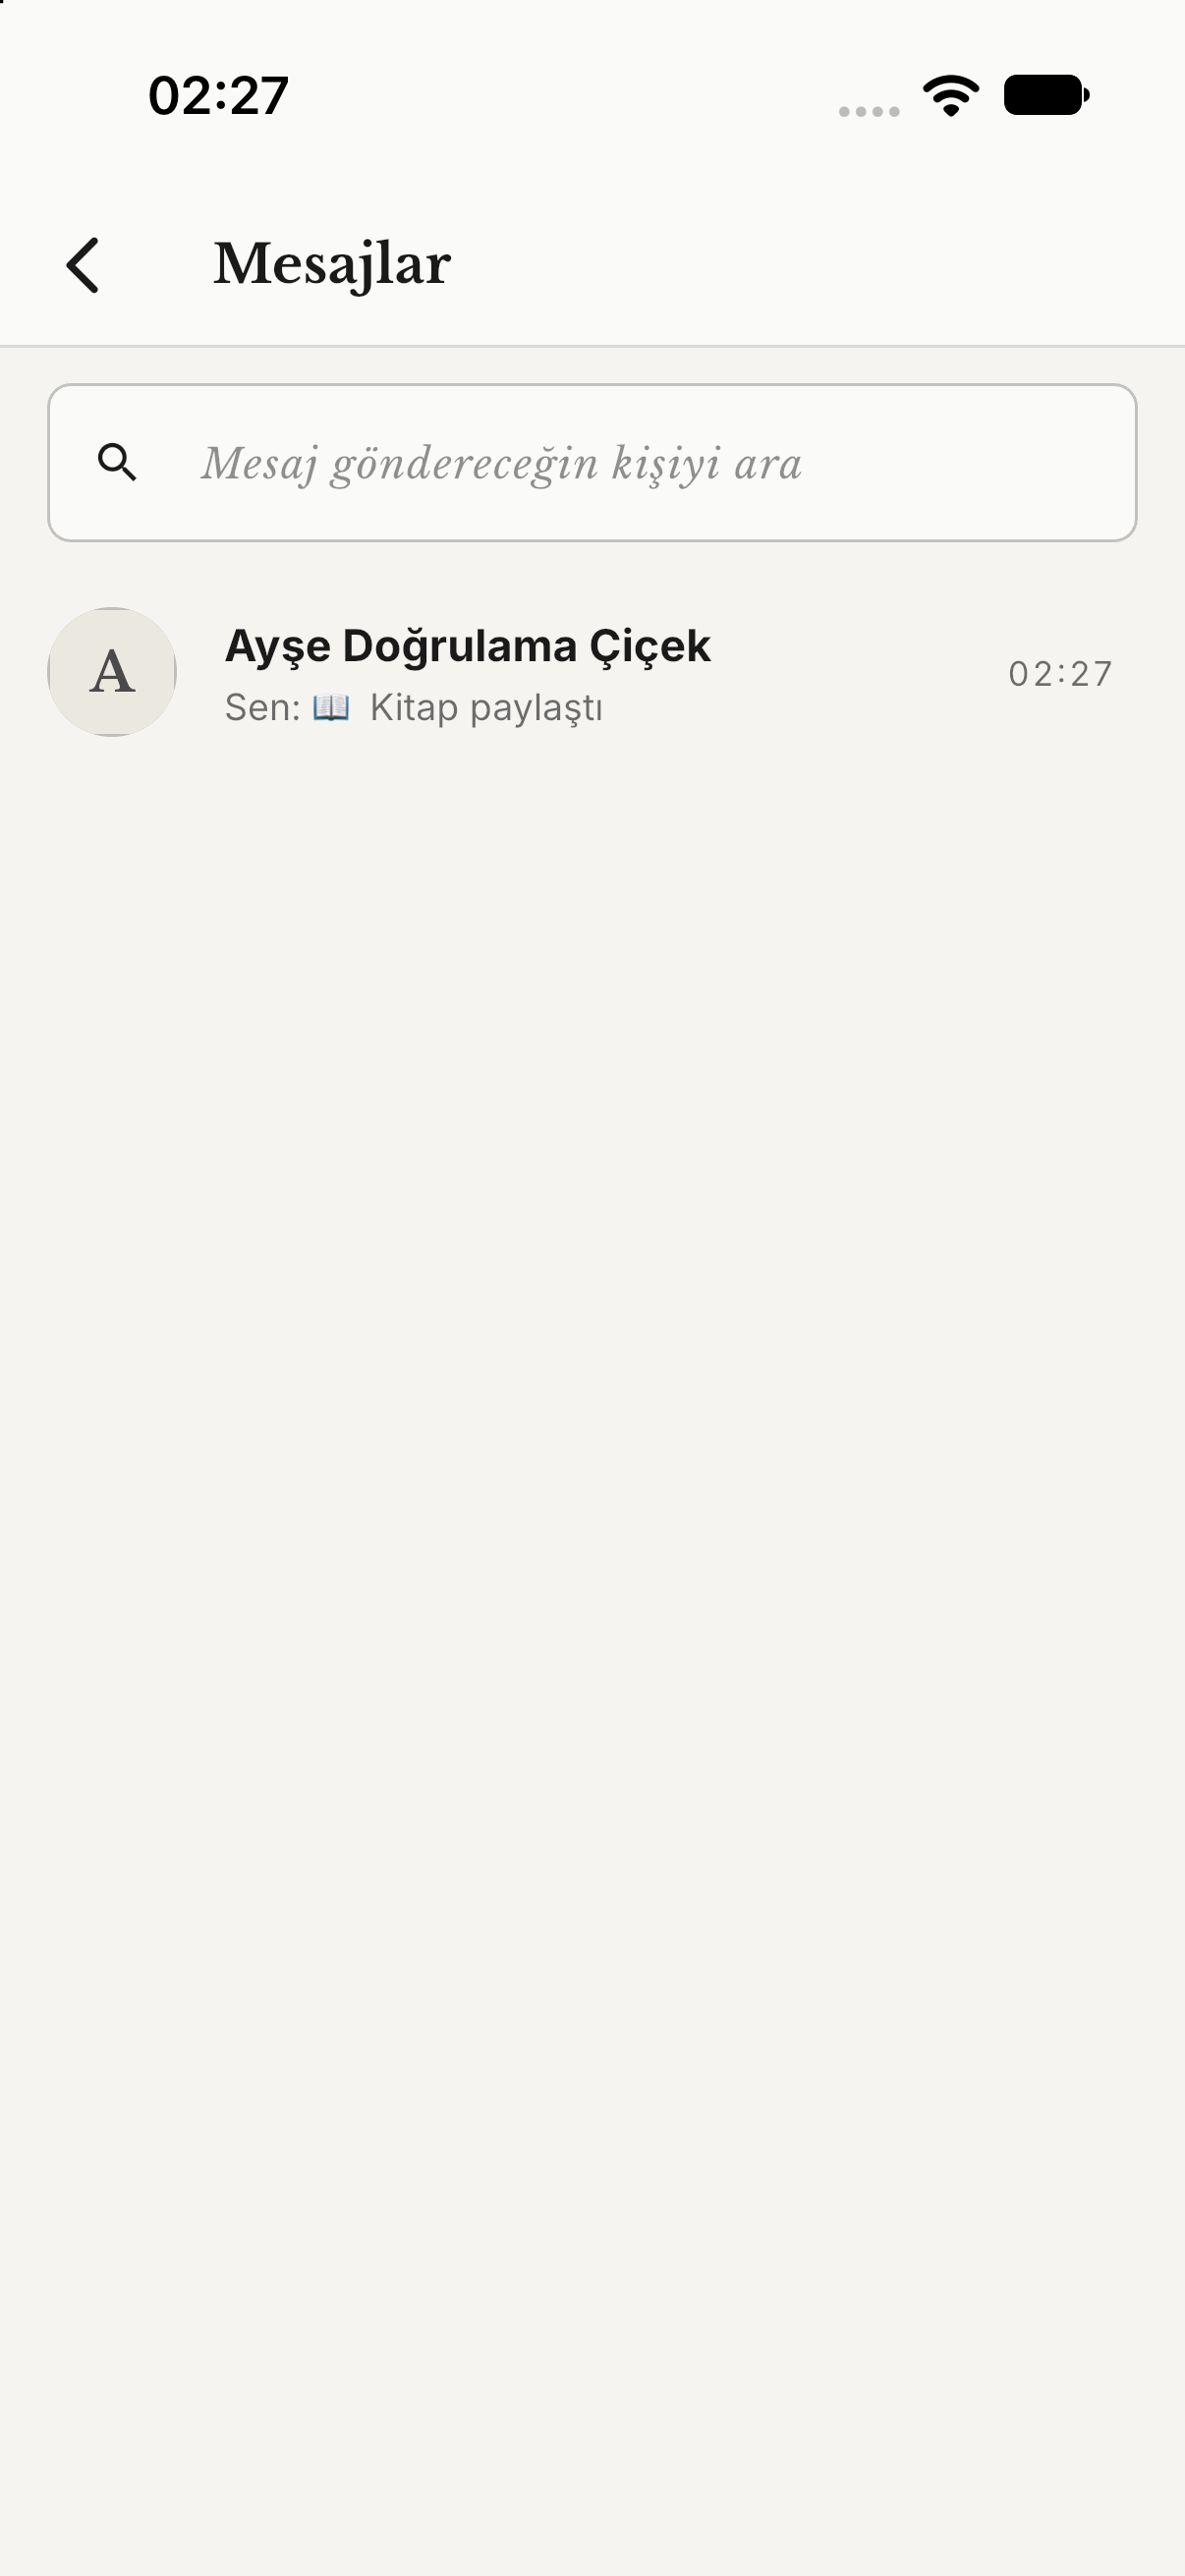 02:27
Mesajlar
Mesaj göndereceğin kişiyi ara
A
Ayşe Doğrulama Çiçek
Sen: 📖 Kitap paylaştı
02:27